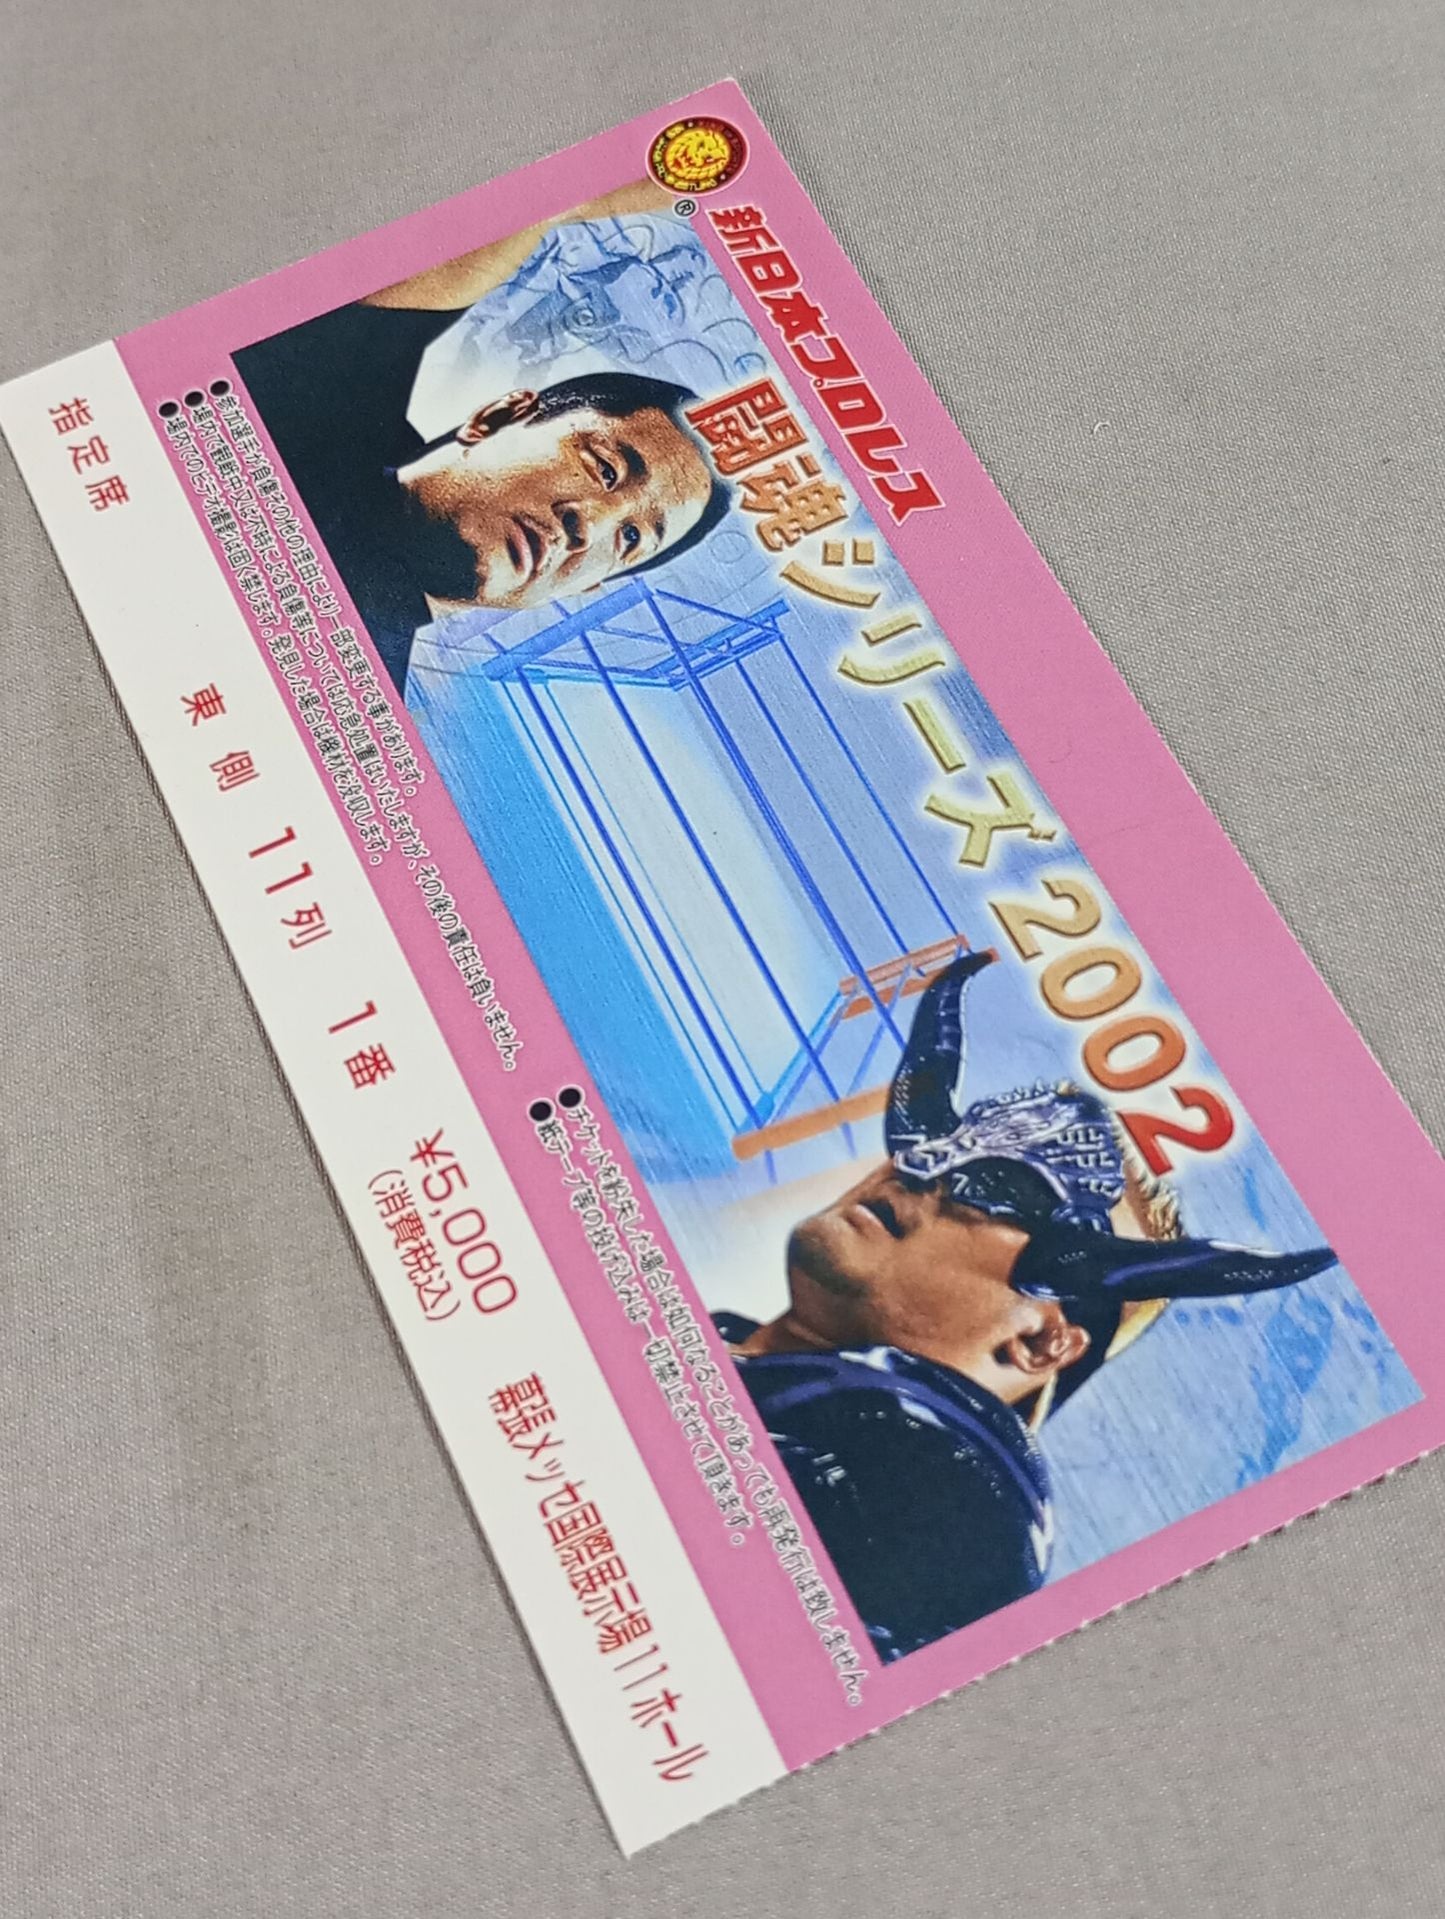 ®
新日本プロレス
闘魂シリーズ2002
●参加選手が負傷その他の理由により一部変更する事があります。
●場内で観戦中又は不時による負傷等については応急処置はいたしますが、その後の責任は負いません。
●場内でのビデオ撮影は固く禁じます。発見した場合は機材を没収します。
●チケットを紛失した場合は如何なることがあっても再発行は致しません。
●紙テープ等の投げ込みは一切禁止させて頂きます。
指定席 東側 11列 1番 ¥5,000 幕張メッセ国際展示場11ホール
(消費税込)